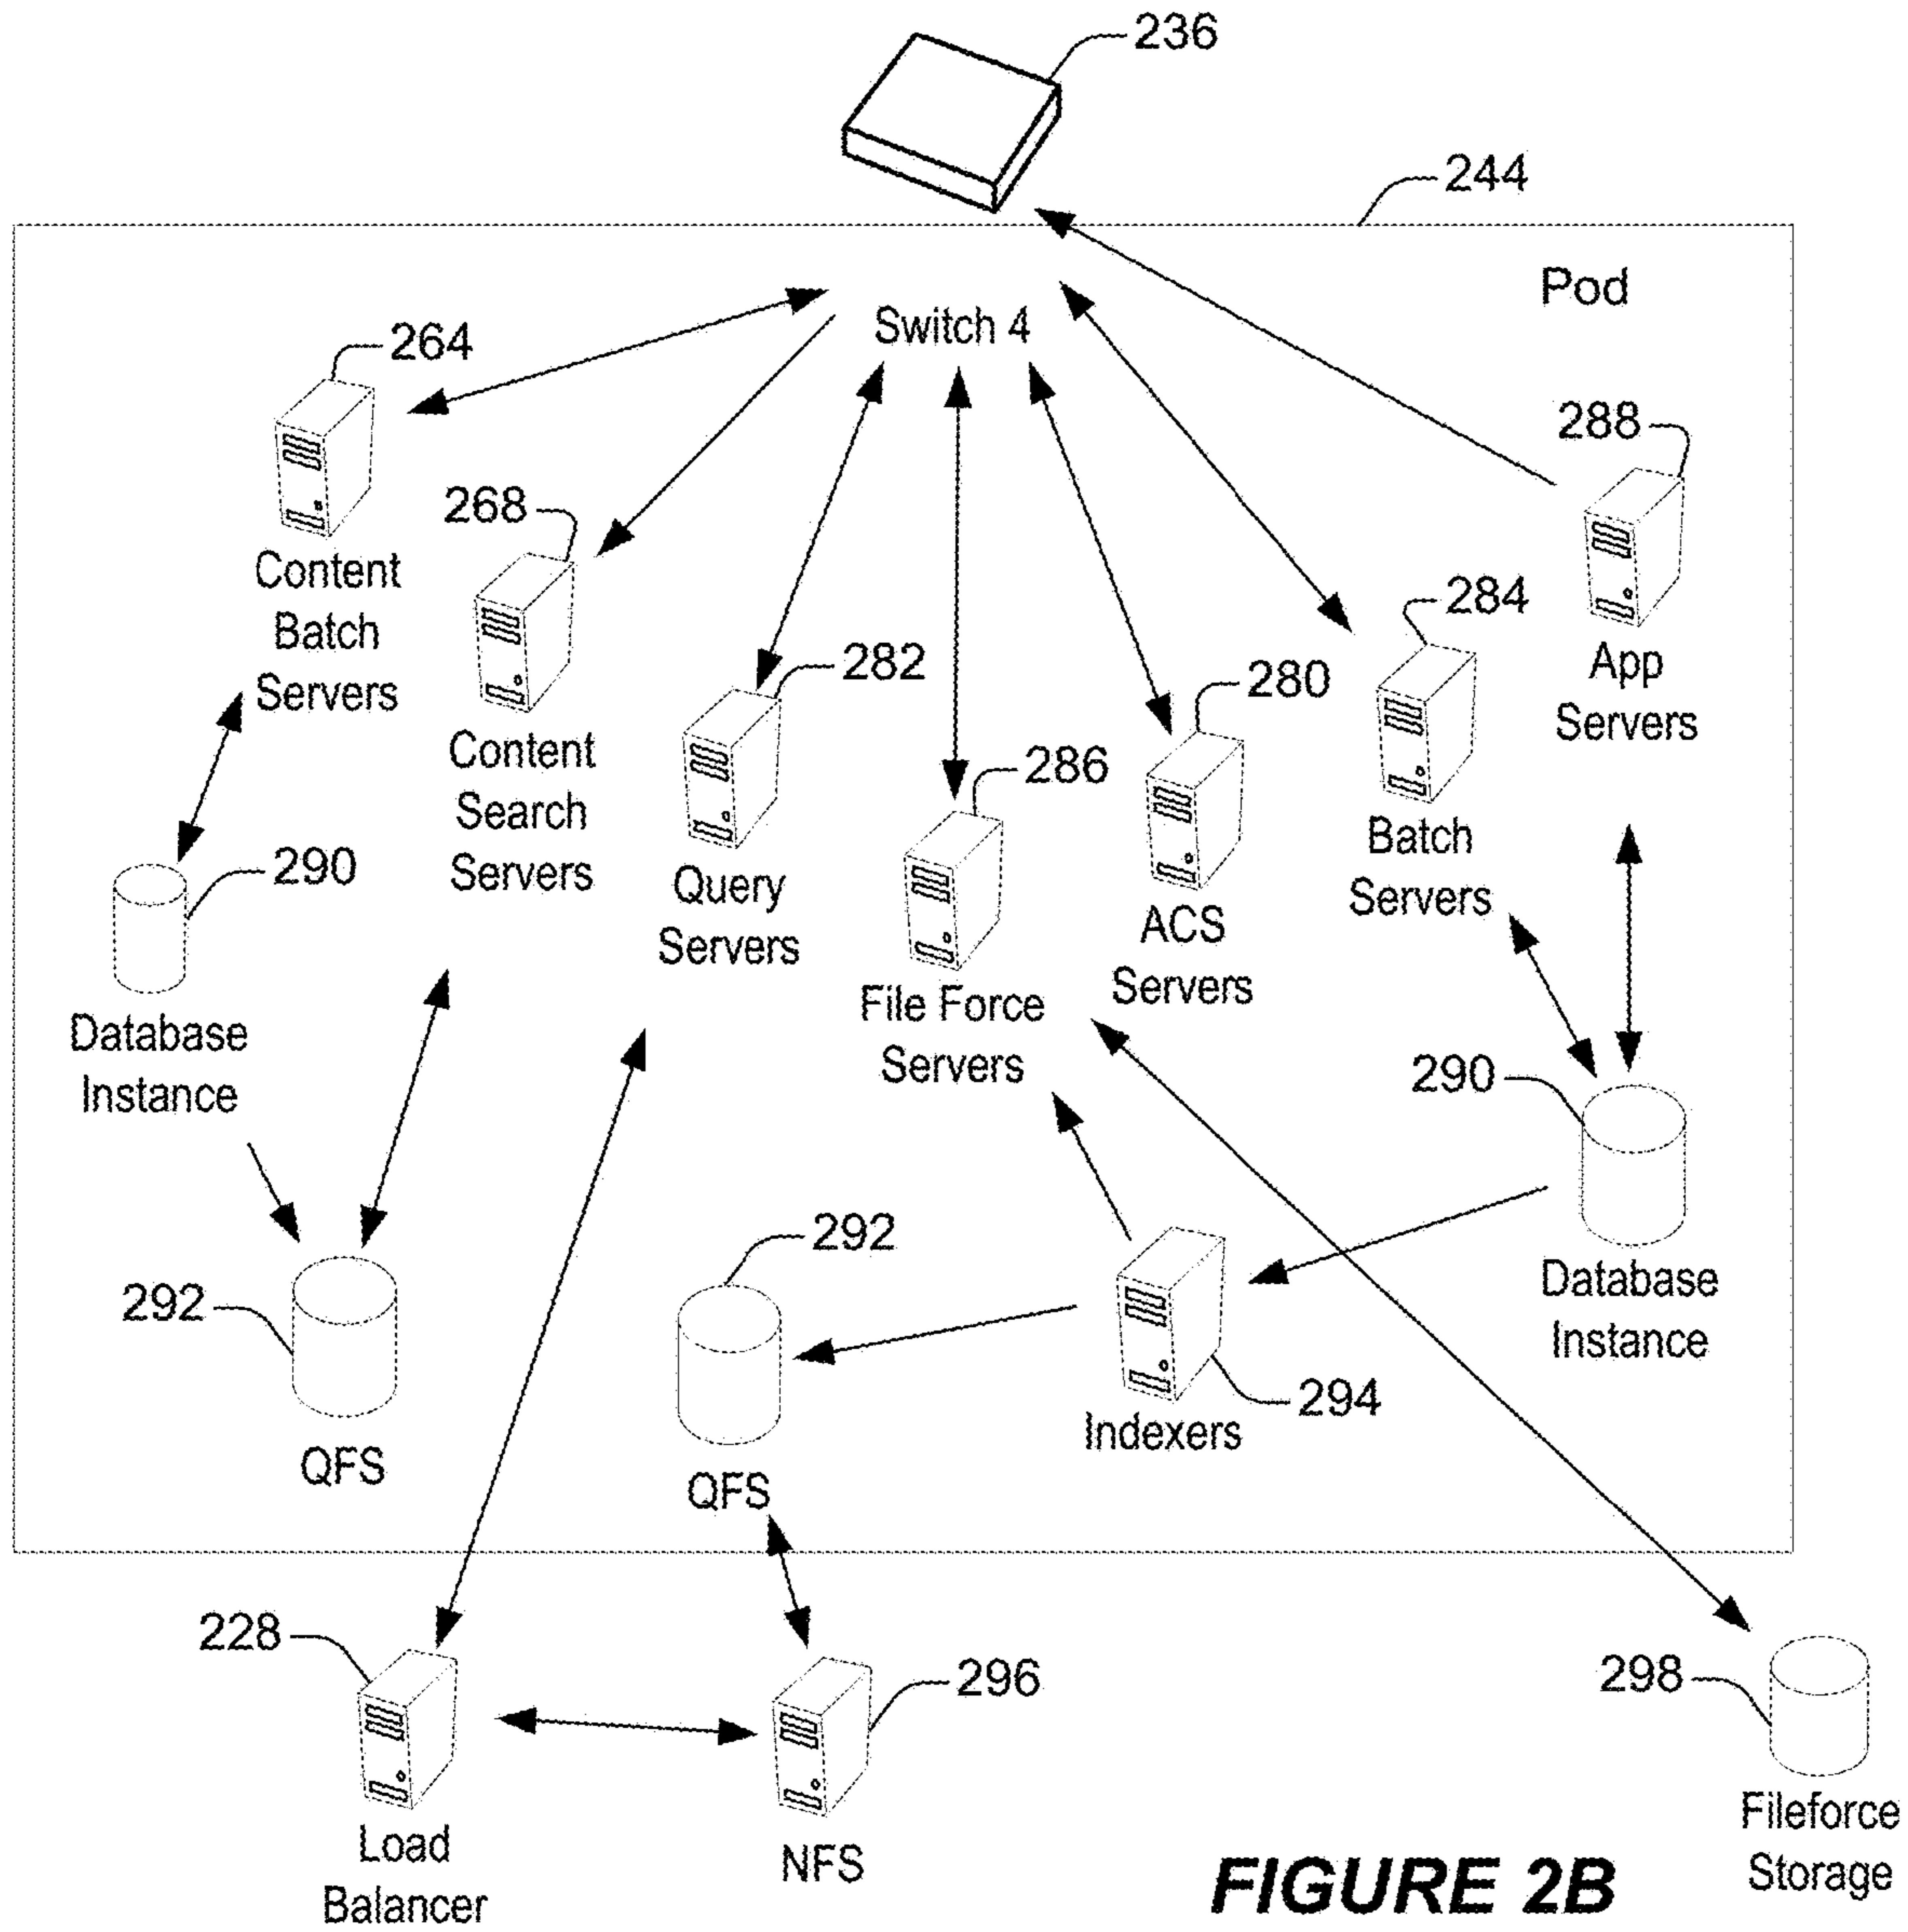 236
244
Pod
Switch 4
264
288
268
Content
Batch
Servers
284
282
App
Servers
280
Content
Search
Servers
286
Batch
Servers
290
Query
Servers
ACS
Servers
File Force
Servers
Database
Instance
290
292
292
Database
Instance
294
Indexers
QFS
QFS
228
296
298
Load
Balancer
NFS
Fileforce
Storage
FIGURE 2B